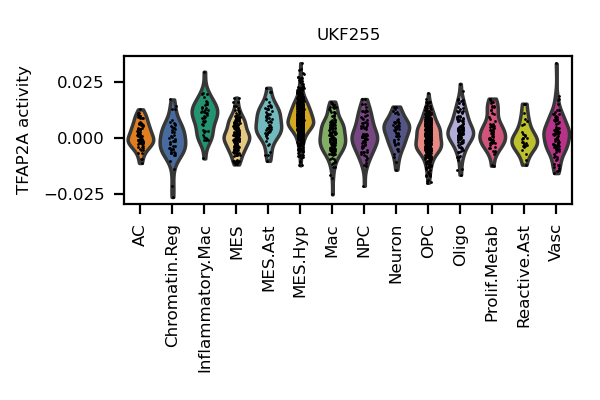 UKF255
TFAP2A activity
0.025
0.000
−0.025
AC
Chromatin.Reg
Inflammatory.Mac
MES
MES.Ast
MES.Hyp
Mac
NPC
Neuron
OPC
Oligo
Prolif.Metab
Reactive.Ast
Vasc